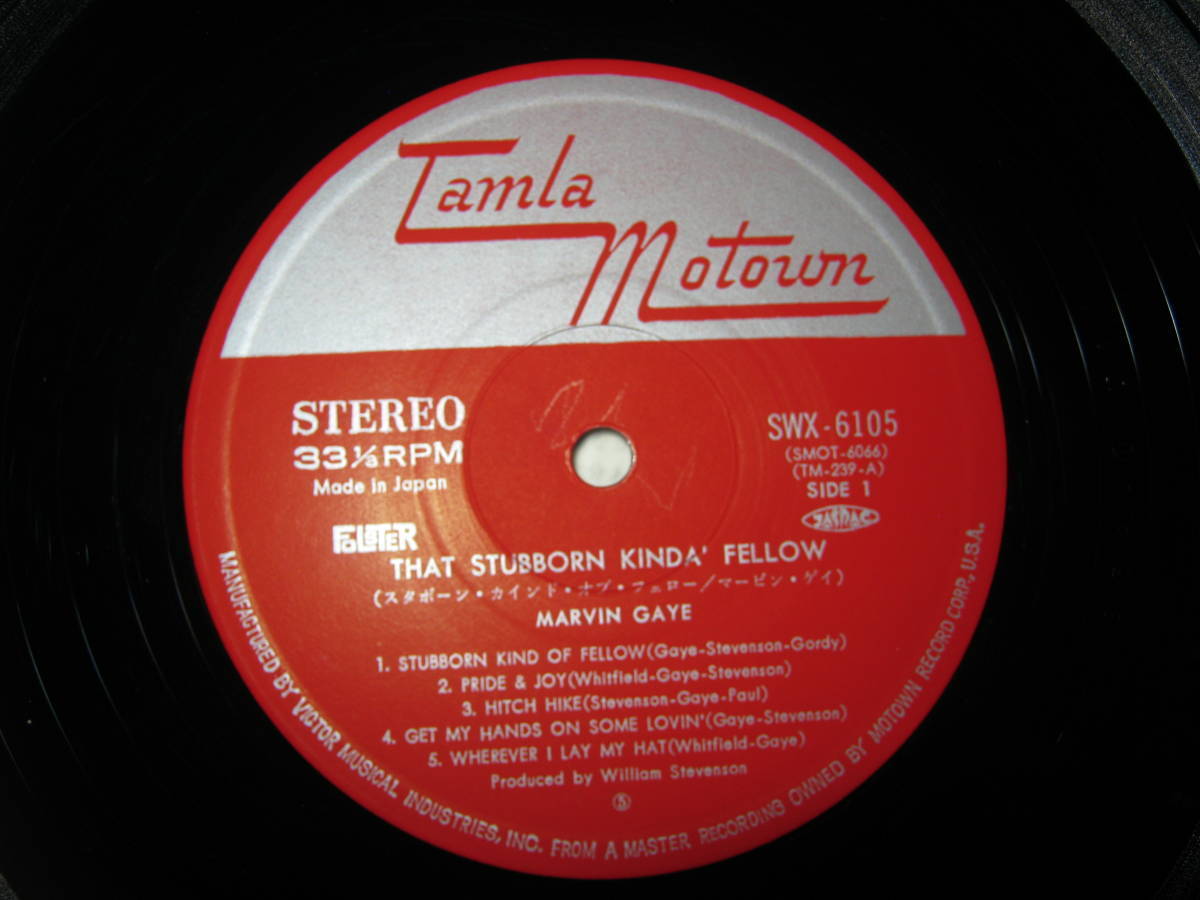 Tamla
Motown
STEREO
33⅓ RPM
Made in Japan
SWX-6105
(SMOT-6066)
(TM-239-A)
SIDE 1
JASRAC
THAT STUBBORN KINDA' FELLOW
(スタボーン・カインド・オブ・フェロー/マービン・ゲイ)
MARVIN GAYE
1. STUBBORN KIND OF FELLOW(Gaye-Stevenson-Gordy)
2. PRIDE & JOY(Whitfield-Gaye-Stevenson)
3. HITCH HIKE(Stevenson-Gaye-Paul)
4. GET MY HANDS ON SOME LOVIN'(Gaye-Stevenson)
5. WHEREVER I LAY MY HAT(Whitfield-Gaye)
Produced by William Stevenson
MANUFACTURED BY VICTOR MUSICAL INDUSTRIES, INC. FROM A MASTER RECORDING OWNED BY MOTOWN RECORD CORP., U.S.A.